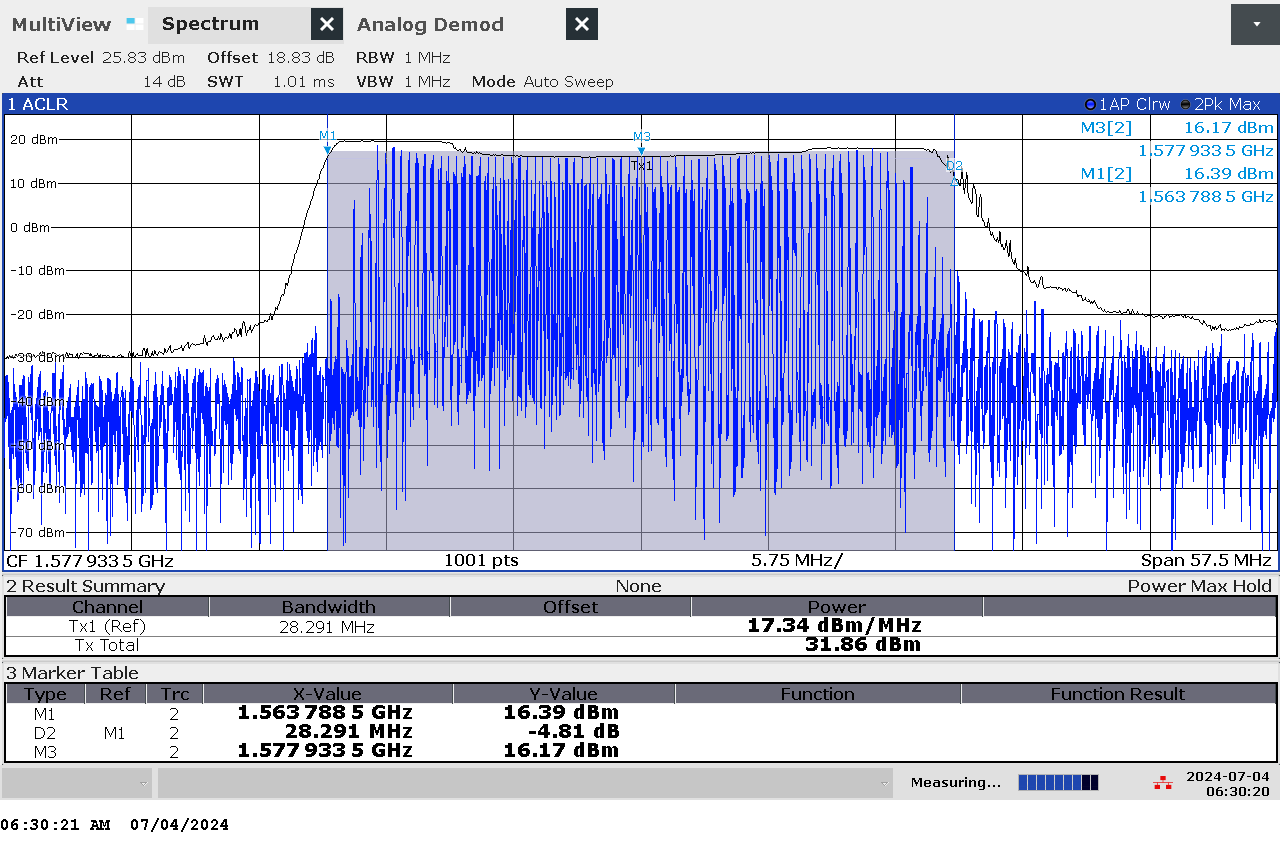 MultiView Spectrum Analog Demod
Ref Level 25.83 dBm Offset 18.83 dB RBW 1 MHz
Att 14 dB SWT 1.01 ms VBW 1 MHz Mode Auto Sweep
1 ACLR 1AP Clrw 2Pk Max
M3[2] 16.17 dBm
1.577 933 5 GHz
M1[2] 16.39 dBm
1.563 788 5 GHz
M1
M3
Tx1
D2
20 dBm
10 dBm
0 dBm
-10 dBm
-20 dBm
-30 dBm
-40 dBm
-50 dBm
-60 dBm
-70 dBm
CF 1.577 933 5 GHz 1001 pts 5.75 MHz/ Span 57.5 MHz
2 Result Summary None Power Max Hold
Channel Bandwidth Offset Power
Tx1 (Ref) 28.291 MHz 17.34 dBm/MHz
Tx Total 31.86 dBm
3 Marker Table
Type Ref Trc X-Value Y-Value Function Function Result
M1 2 1.563 788 5 GHz 16.39 dBm
D2 M1 2 28.291 MHz -4.81 dB
M3 2 1.577 933 5 GHz 16.17 dBm
Measuring... 2024-07-04
06:30:20
06:30:21 AM 07/04/2024